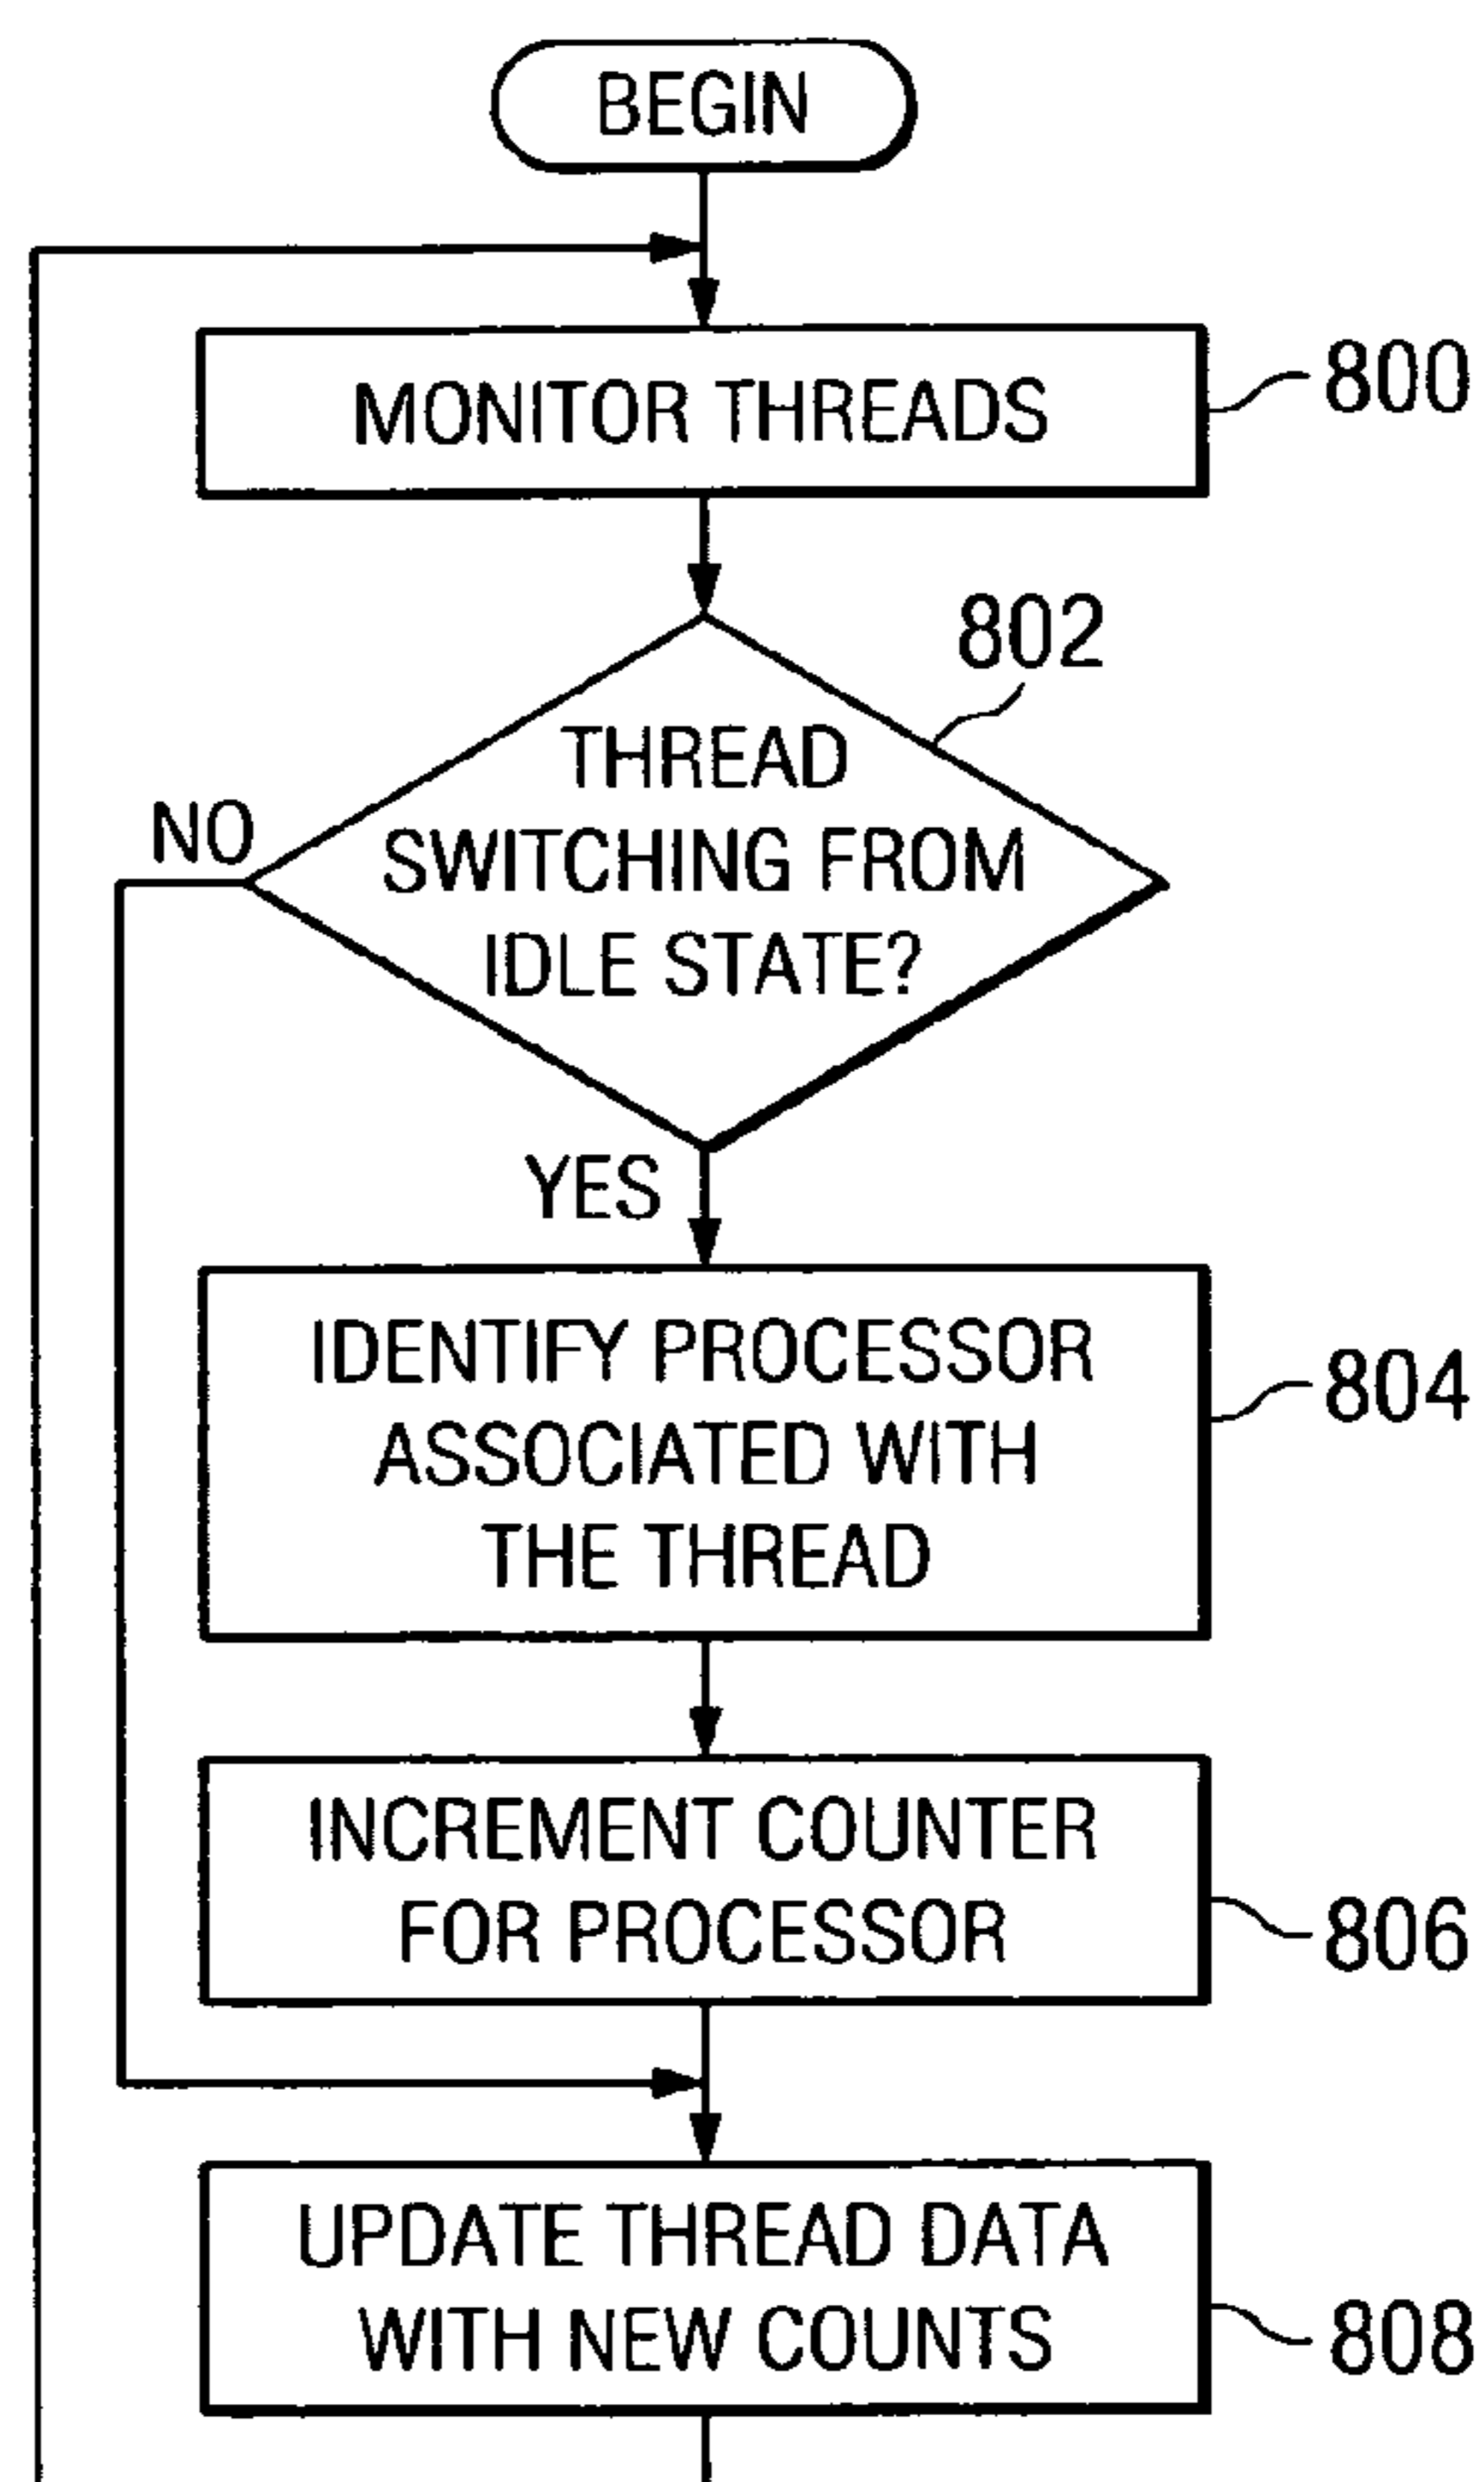 BEGIN
MONITOR THREADS
800
802
THREAD
SWITCHING FROM
IDLE STATE?
NO
YES
IDENTIFY PROCESSOR
ASSOCIATED WITH
THE THREAD
804
INCREMENT COUNTER
FOR PROCESSOR
806
UPDATE THREAD DATA
WITH NEW COUNTS
808